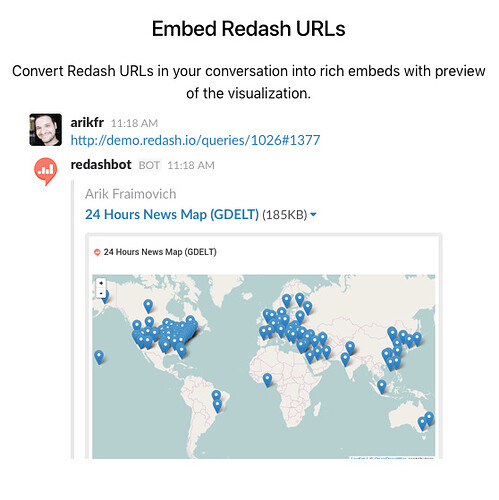 Embed Redash URLs
Convert Redash URLs in your conversation into rich embeds with preview
of the visualization.
arikfr 11:18 AM
http://demo.redash.io/queries/1026#1377
redashbot BOT 11:18 AM
Arik Fraimovich
24 Hours News Map (GDELT) (185KB)
24 Hours News Map (GDELT)
+
-